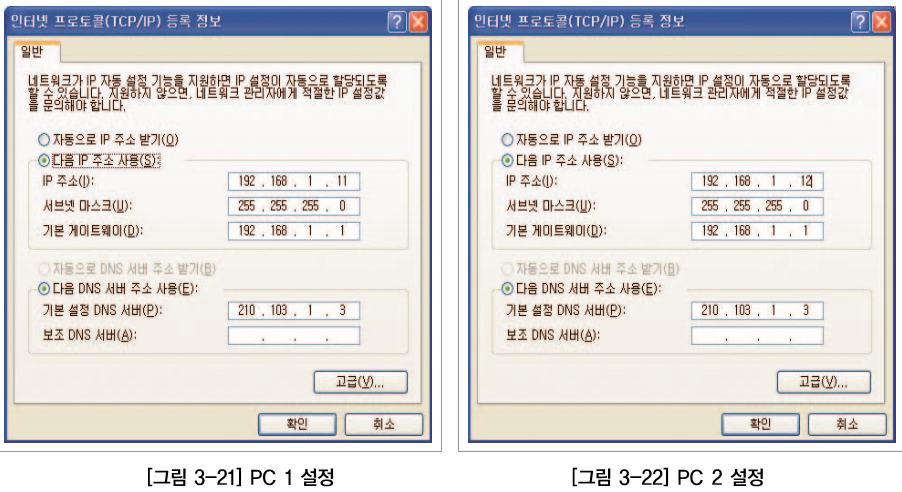 인터넷 프로토콜(TCP/IP) 등록 정보
일반
네트워크가 IP 자동 설정 기능을 지원하면 IP 설정이 자동으로 할당되도록
할 수 있습니다. 지원하지 않으면, 네트워크 관리자에게 적절한 IP 설정값
을 문의해야 합니다.
자동으로 IP 주소 받기(O)
다음 IP 주소 사용(S):
IP 주소(I): 192 . 168 . 1 . 11
서브넷 마스크(U): 255 . 255 . 255 . 0
기본 게이트웨이(D): 192 . 168 . 1 . 1
자동으로 DNS 서버 주소 받기(B)
다음 DNS 서버 주소 사용(E):
기본 설정 DNS 서버(P): 210 . 103 . 1 . 3
보조 DNS 서버(A): . . .
고급(V)...
확인 취소
[그림 3-21] PC 1 설정
인터넷 프로토콜(TCP/IP) 등록 정보
일반
네트워크가 IP 자동 설정 기능을 지원하면 IP 설정이 자동으로 할당되도록
할 수 있습니다. 지원하지 않으면, 네트워크 관리자에게 적절한 IP 설정값
을 문의해야 합니다.
자동으로 IP 주소 받기(O)
다음 IP 주소 사용(S):
IP 주소(I): 192 . 168 . 1 . 12
서브넷 마스크(U): 255 . 255 . 255 . 0
기본 게이트웨이(D): 192 . 168 . 1 . 1
자동으로 DNS 서버 주소 받기(B)
다음 DNS 서버 주소 사용(E):
기본 설정 DNS 서버(P): 210 . 103 . 1 . 3
보조 DNS 서버(A): . . .
고급(V)...
확인 취소
[그림 3-22] PC 2 설정